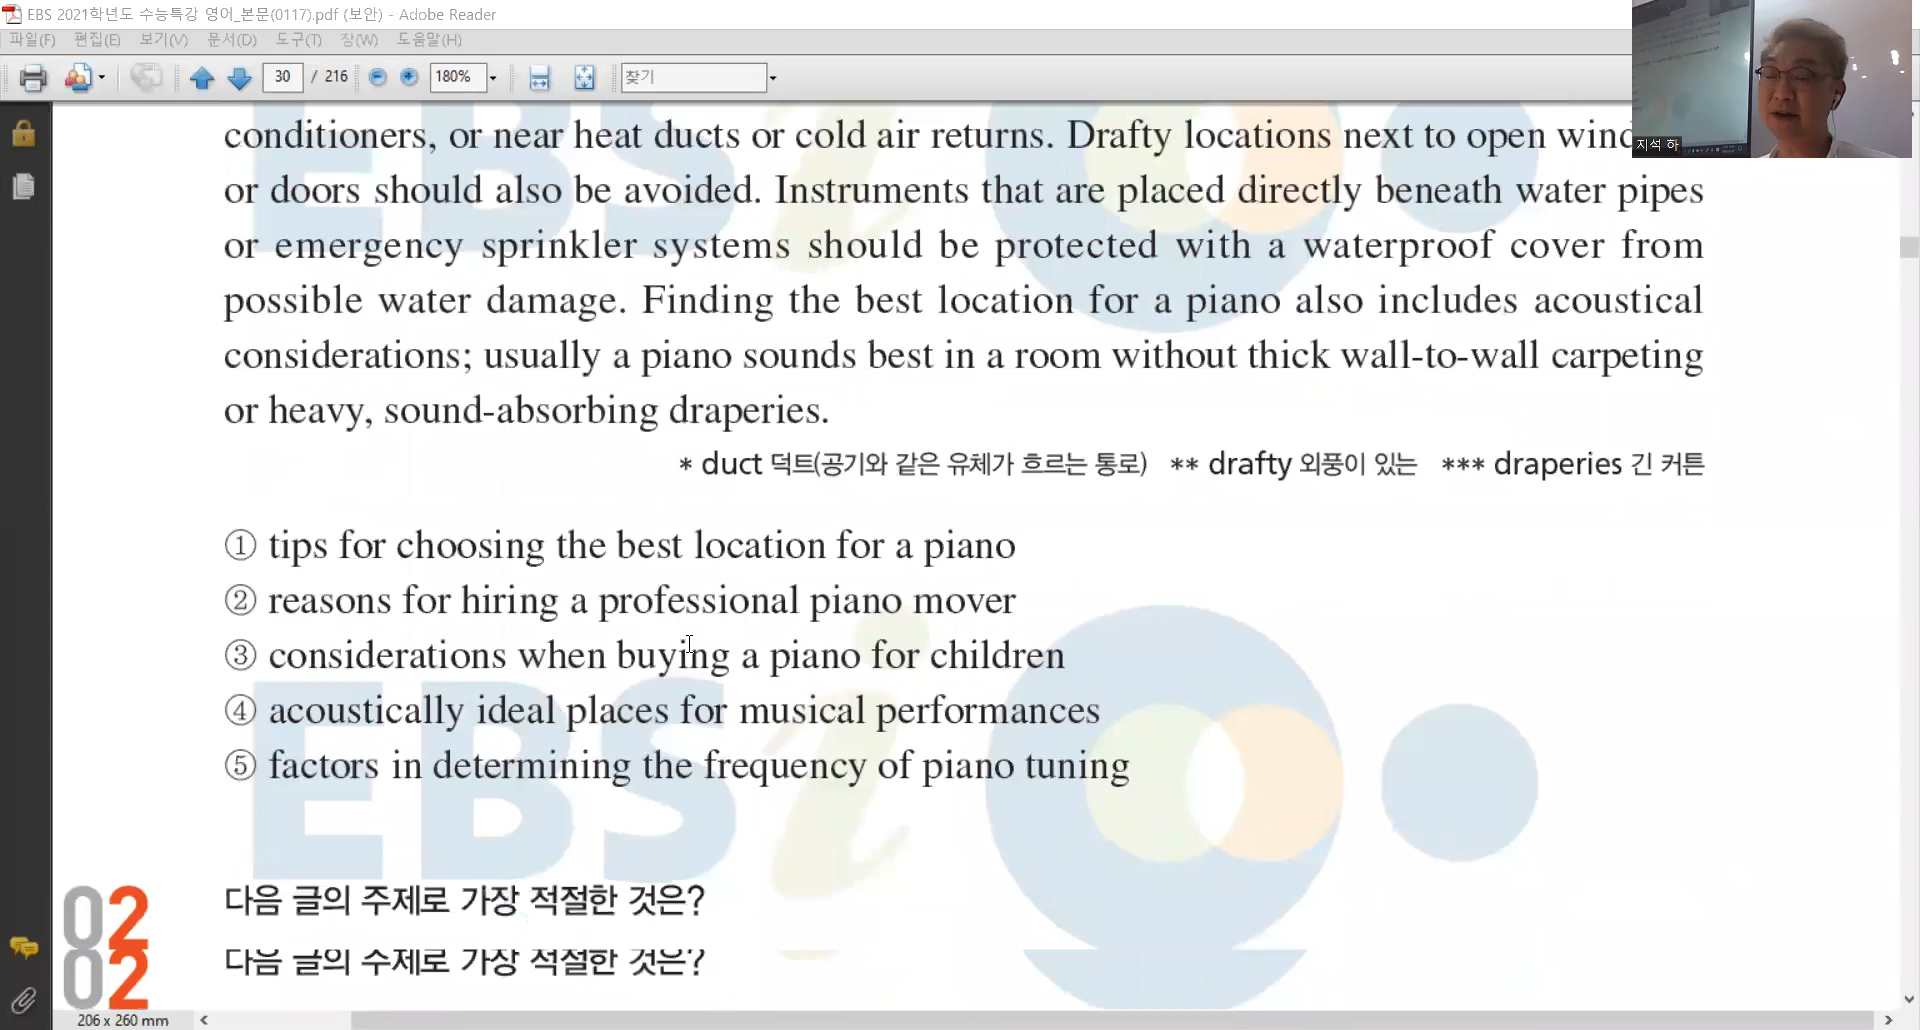 EBS 2021학년도 수능특강 영어_본문(0117).pdf (보안) - Adobe Reader
파일(F) 편집(E) 보기(V) 문서(D) 도구(T) 창(W) 도움말(H)
30 / 216 180% 찾기
지석 하
conditioners, or near heat ducts or cold air returns. Drafty locations next to open
or doors should also be avoided. Instruments that are placed directly beneath water pipes
or emergency sprinkler systems should be protected with a waterproof cover from
possible water damage. Finding the best location for a piano also includes acoustical
considerations; usually a piano sounds best in a room without thick wall-to-wall carpeting
or heavy, sound-absorbing draperies.
* duct 덕트(공기와 같은 유체가 흐르는 통로) ** drafty 외풍이 있는 *** draperies 긴 커튼
① tips for choosing the best location for a piano
② reasons for hiring a professional piano mover
③ considerations when buying a piano for children
④ acoustically ideal places for musical performances
⑤ factors in determining the frequency of piano tuning
EBSi
02 다음 글의 주제로 가장 적절한 것은?
02 다음 글의 주제로 가장 적절한 것은?
206 x 260 mm